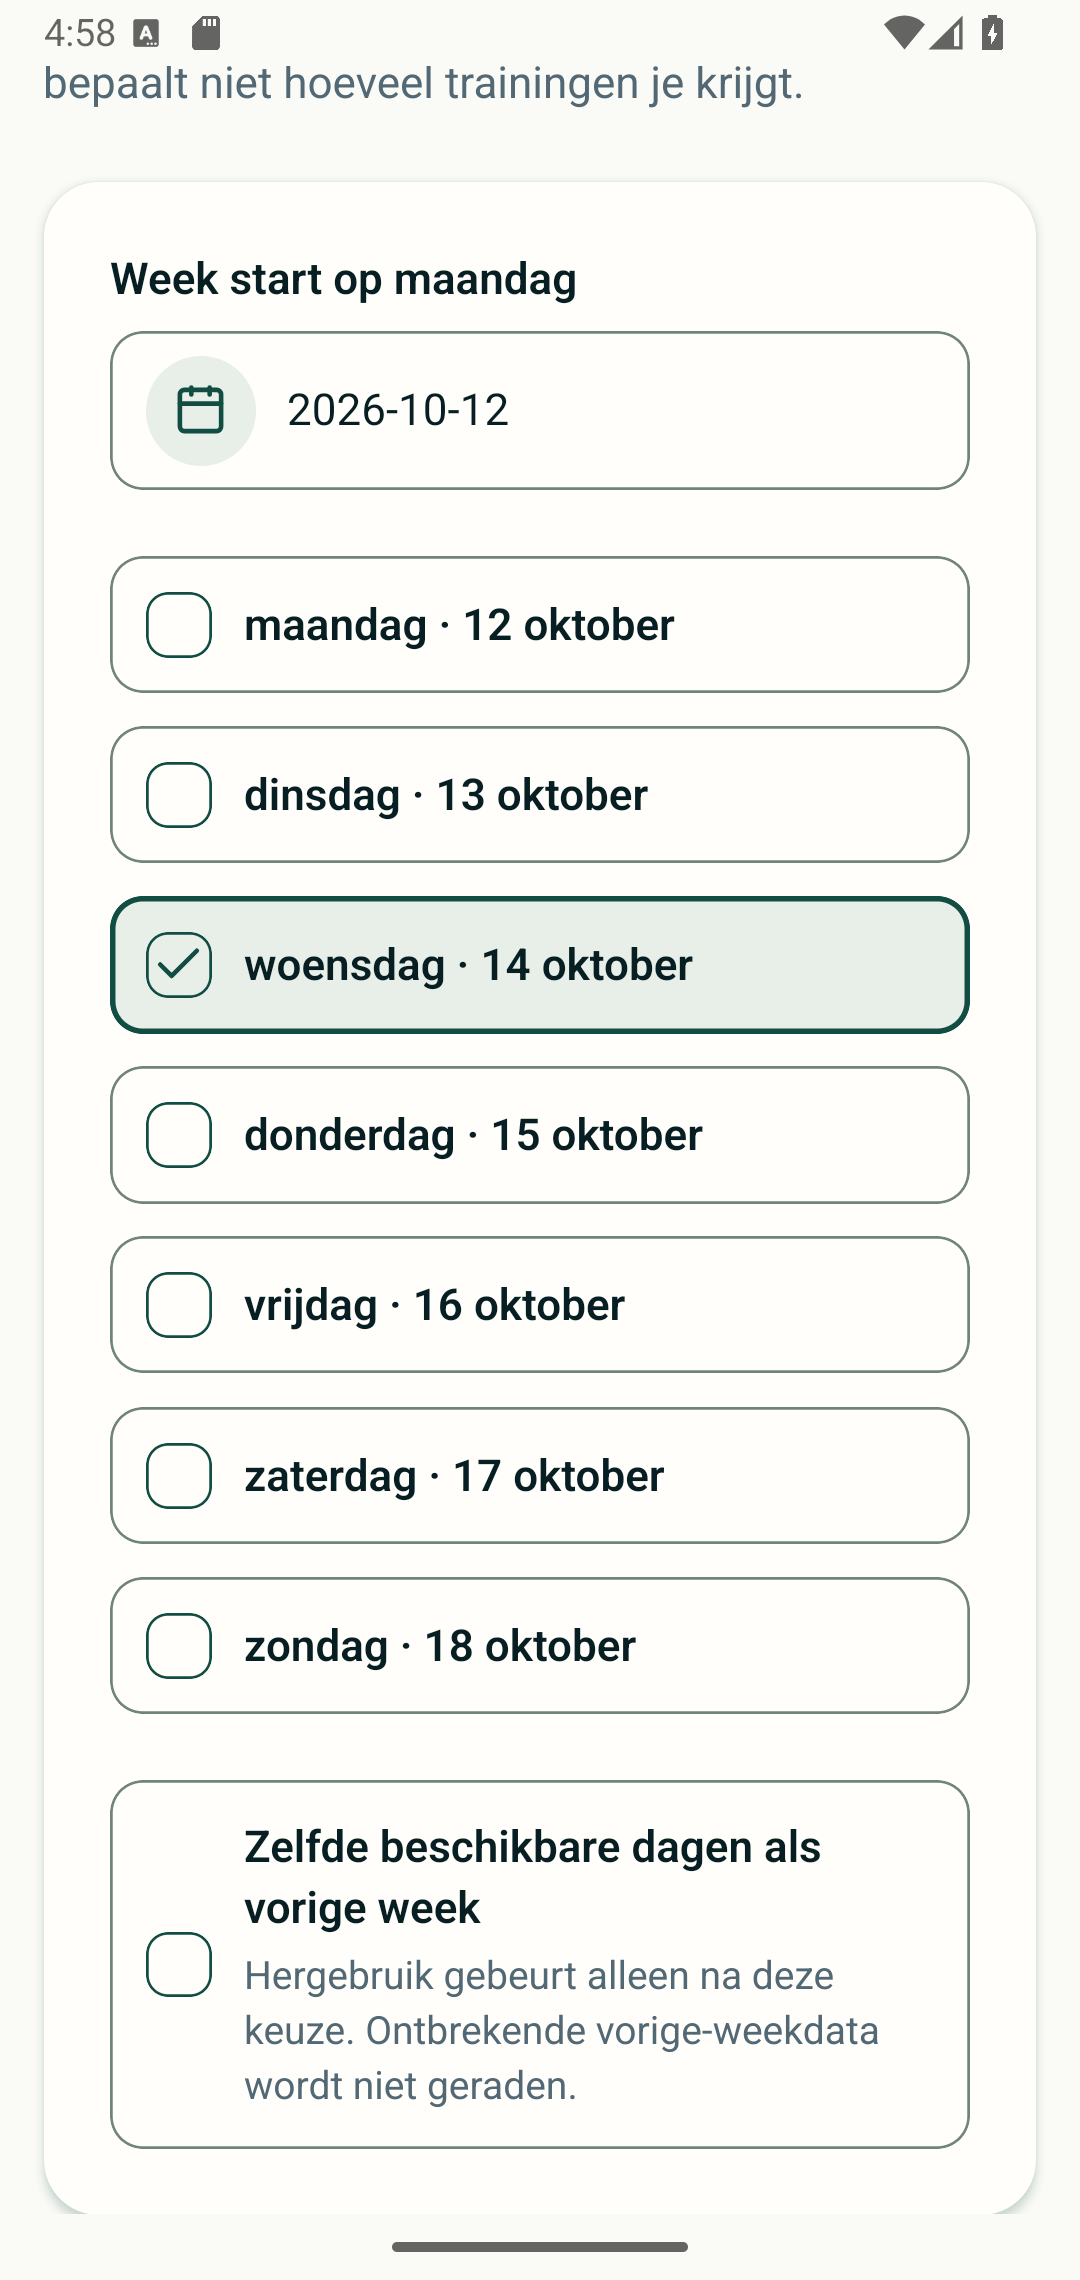 4:58
bepaalt niet hoeveel trainingen je krijgt.
Week start op maandag
2026-10-12
maandag · 12 oktober
dinsdag · 13 oktober
woensdag · 14 oktober
donderdag · 15 oktober
vrijdag · 16 oktober
zaterdag · 17 oktober
zondag · 18 oktober
Zelfde beschikbare dagen als
vorige week
Hergebruik gebeurt alleen na deze
keuze. Ontbrekende vorige-weekdata
wordt niet geraden.